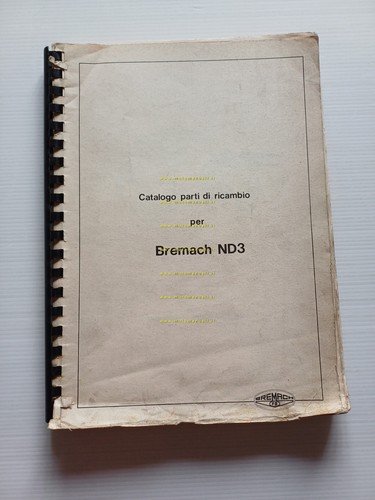 Catalogo parti di ricambio
per
Bremach ND3
BREMACH